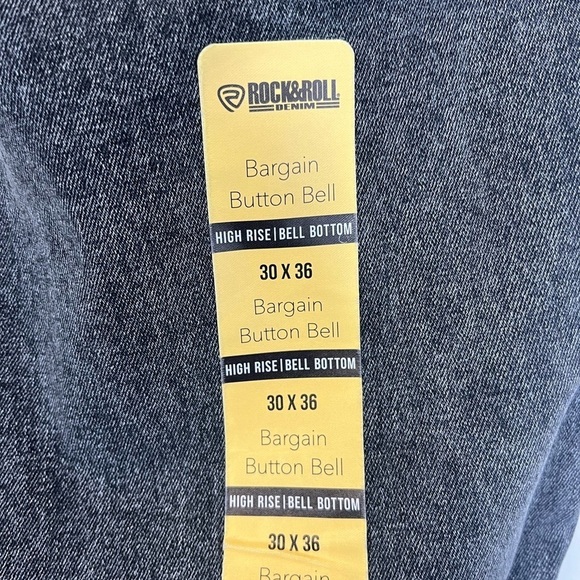 ROCK&ROLL
DENIM
Bargain
Button Bell
HIGH RISE|BELL BOTTOM
30 X 36
Bargain
Button Bell
HIGH RISE|BELL BOTTOM
30 X 36
Bargain
Button Bell
HIGH RISE|BELL BOTTOM
30 X 36
Bargain